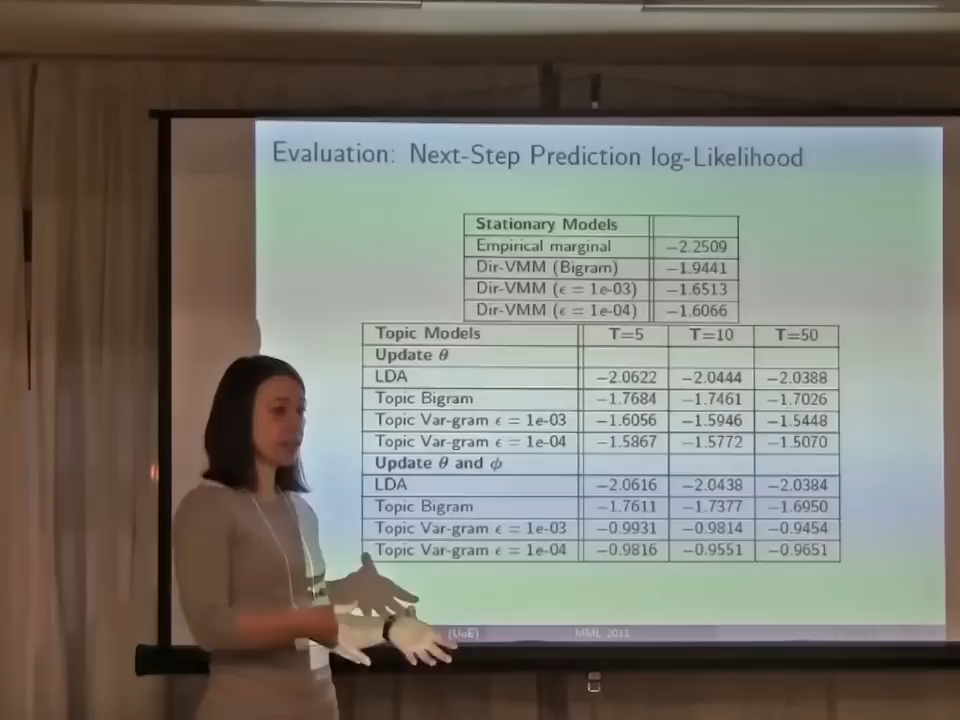 Evaluation: Next-Step Prediction log-Likelihood
Stationary Models
Empirical marginal −2.2509
Dir-VMM (Bigram) −1.9441
Dir-VMM (ϵ = 1e-03) −1.6513
Dir-VMM (ϵ = 1e-04) −1.6066
Topic Models T=5 T=10 T=50
Update θ
LDA −2.0622 −2.0444 −2.0388
Topic Bigram −1.7684 −1.7461 −1.7026
Topic Var-gram ϵ = 1e-03 −1.6056 −1.5946 −1.5448
Topic Var-gram ϵ = 1e-04 −1.5867 −1.5772 −1.5070
Update θ and ϕ
LDA −2.0616 −2.0438 −2.0384
Topic Bigram −1.7611 −1.7377 −1.6950
Topic Var-gram ϵ = 1e-03 −0.9931 −0.9814 −0.9454
Topic Var-gram ϵ = 1e-04 −0.9816 −0.9551 −0.9651
(UoE) MML 2011